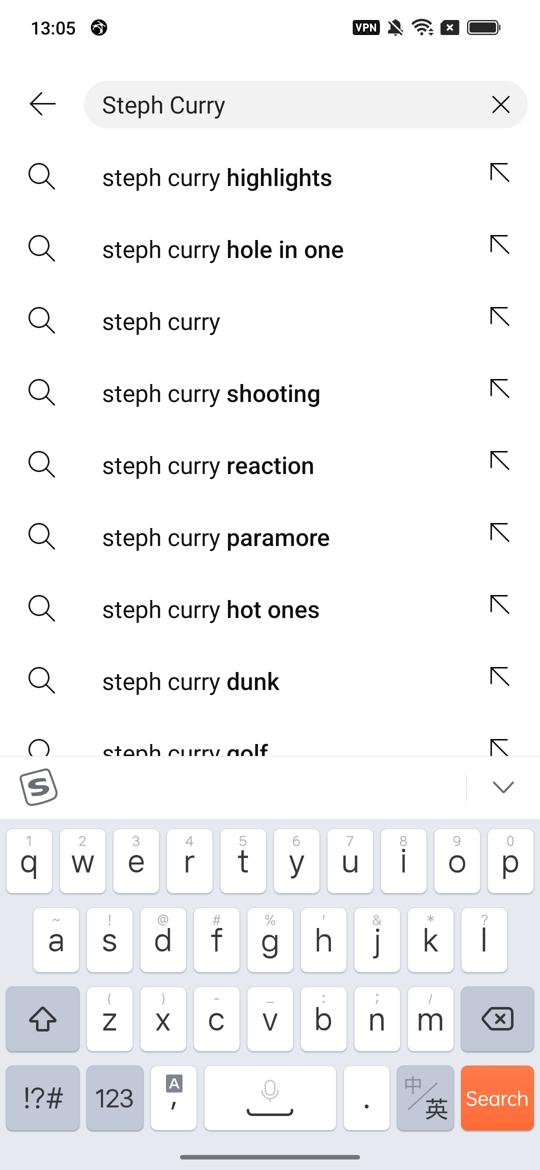 13:05
VPN
Steph Curry
steph curry highlights
steph curry hole in one
steph curry
steph curry shooting
steph curry reaction
steph curry paramore
steph curry hot ones
steph curry dunk
steph curry golf
S
1 2 3 4 5 6 7 8 9 0
q w e r t y u i o p
~ ! @ # % ' & * ?
a s d f g h j k l
( ) - _ : ; /
z x c v b n m
!?# 123 A , . 中/英 Search